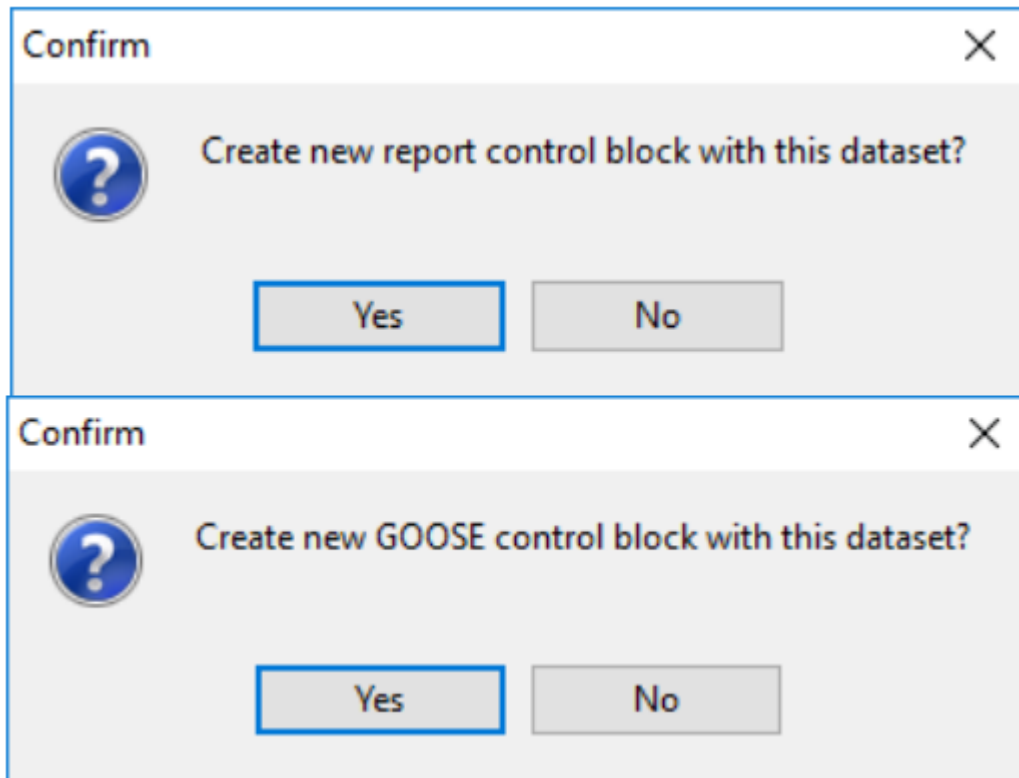 Confirm
Create new report control block with this dataset?
Yes No
Confirm
Create new GOOSE control block with this dataset?
Yes No